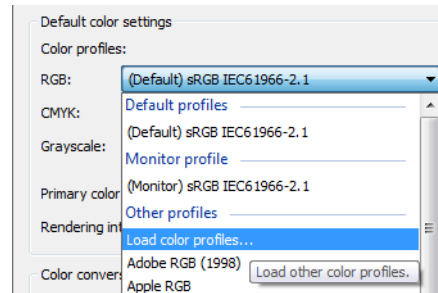 Default color settings
Color profiles:
RGB: (Default) sRGB IEC61966-2.1
CMYK:
Default profiles
(Default) sRGB IEC61966-2.1
Grayscale:
Monitor profile
(Monitor) sRGB IEC61966-2.1
Primary color
Other profiles
Rendering int
Load color profiles...
Adobe RGB (1998)
Load other color profiles.
Color convers
Apple RGB